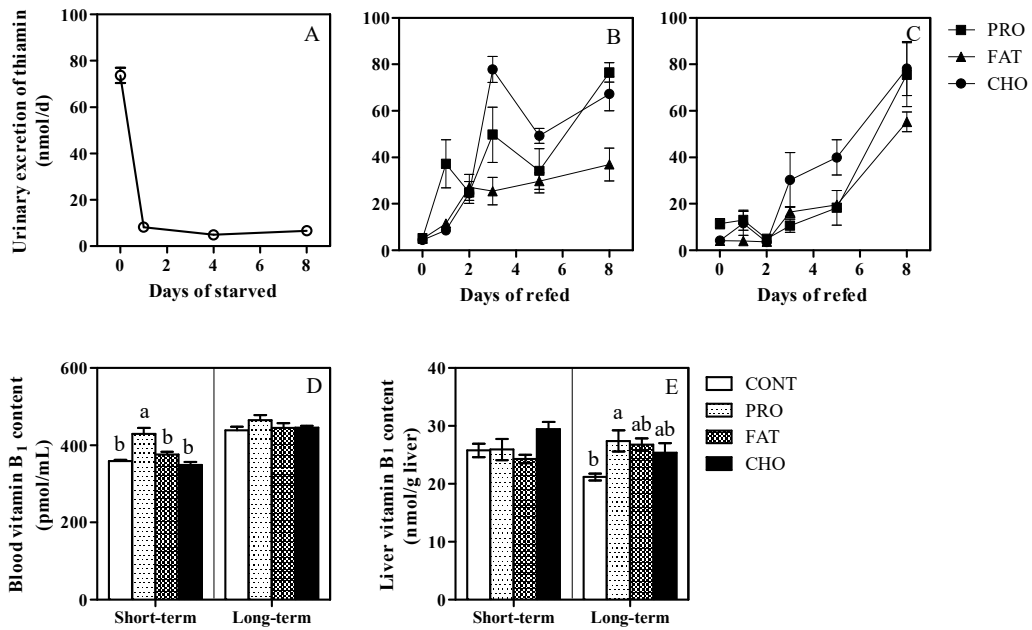 Urinary excretion of thiamin
(nmol/d)
100
80
60
40
20
0
A
0 2 4 6 8
Days of starved
100
80
60
40
20
0
B
0 2 4 6 8
Days of refed
100
80
60
40
20
0
C
0 2 4 6 8
Days of refed
PRO
FAT
CHO
Blood vitamin B1 content
(pmol/mL)
600
400
200
0
D
b a b b
Short-term Long-term
Liver vitamin B1 content
(nmol/g liver)
40
30
20
10
0
E
b a ab ab
Short-term Long-term
CONT
PRO
FAT
CHO